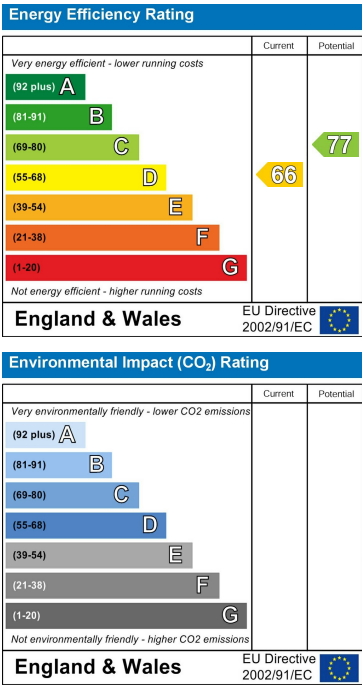 Energy Efficiency Rating
Current Potential
Very energy efficient - lower running costs
(92 plus) A
(81-91) B
(69-80) C
(55-68) D
(39-54) E
(21-38) F
(1-20) G
66
77
Not energy efficient - higher running costs
England & Wales
EU Directive
2002/91/EC
Environmental Impact (CO₂) Rating
Current Potential
Very environmentally friendly - lower CO2 emissions
(92 plus) A
(81-91) B
(69-80) C
(55-68) D
(39-54) E
(21-38) F
(1-20) G
Not environmentally friendly - higher CO2 emissions
England & Wales
EU Directive
2002/91/EC